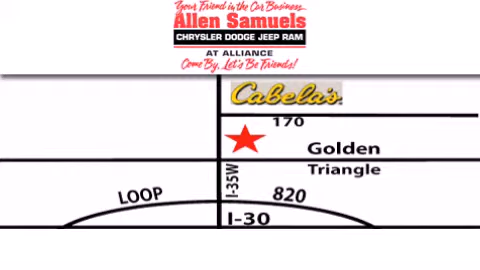 Your Friend in the Car Business...
Allen Samuels
CHRYSLER DODGE JEEP RAM
AT ALLIANCE
Come By, Let's Be Friends!
Cabela's
170
Golden
Triangle
I-35W
LOOP
820
I-30